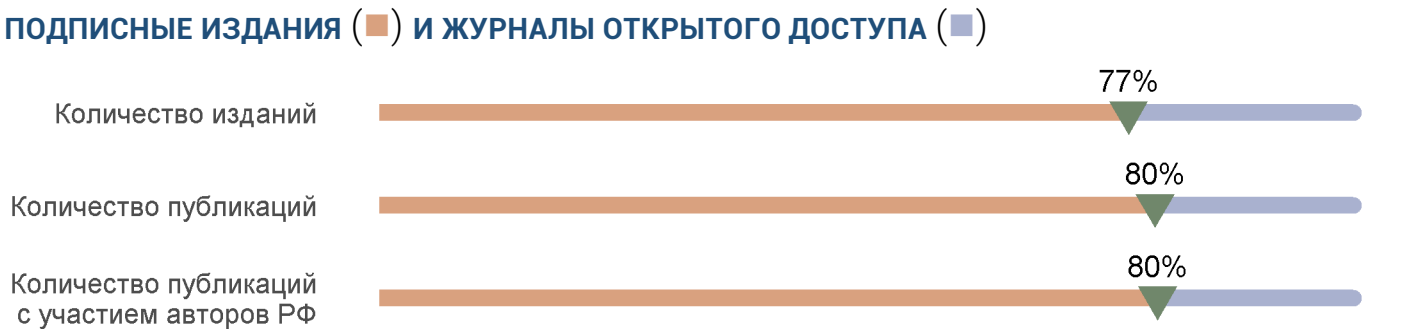 ПОДПИСНЫЕ ИЗДАНИЯ (■) И ЖУРНАЛЫ ОТКРЫТОГО ДОСТУПА (■)
77%
Количество изданий
80%
Количество публикаций
80%
Количество публикаций
с участием авторов РФ